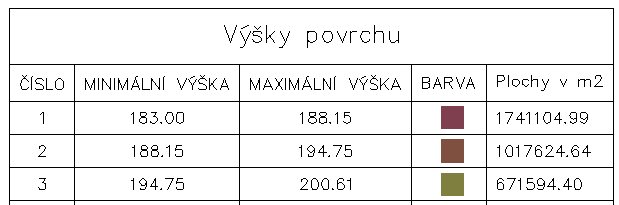 Výšky povrchu
ČÍSLO MINIMÁLNÍ VÝŠKA MAXIMÁLNÍ VÝŠKA BARVA Plochy v m2
1 183.00 188.15 1741104.99
2 188.15 194.75 1017624.64
3 194.75 200.61 671594.40